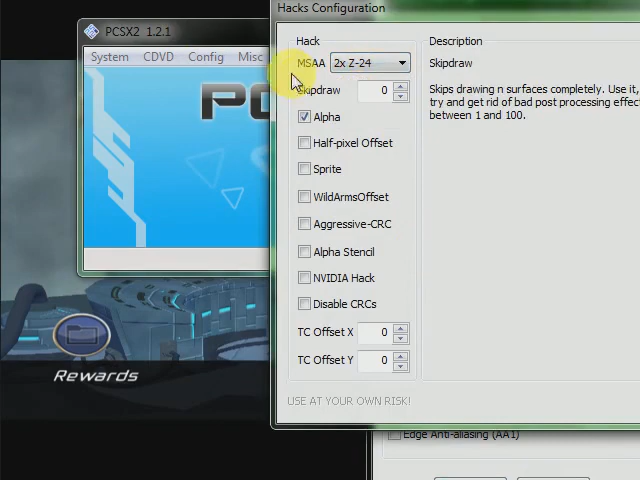 Hacks Configuration
PCSX2 1.2.1
System CDVD Config Misc
PC
Hack
MSAA 2x Z-24
Skipdraw 0
Alpha
Half-pixel Offset
Sprite
WildArmsOffset
Aggressive-CRC
Alpha Stencil
NVIDIA Hack
Disable CRCs
TC Offset X 0
TC Offset Y 0
USE AT YOUR OWN RISK!
Description
Skipdraw
Skips drawing n surfaces completely. Use it,
try and get rid of bad post processing effect
between 1 and 100.
Rewards
Edge Anti-aliasing (AA1)